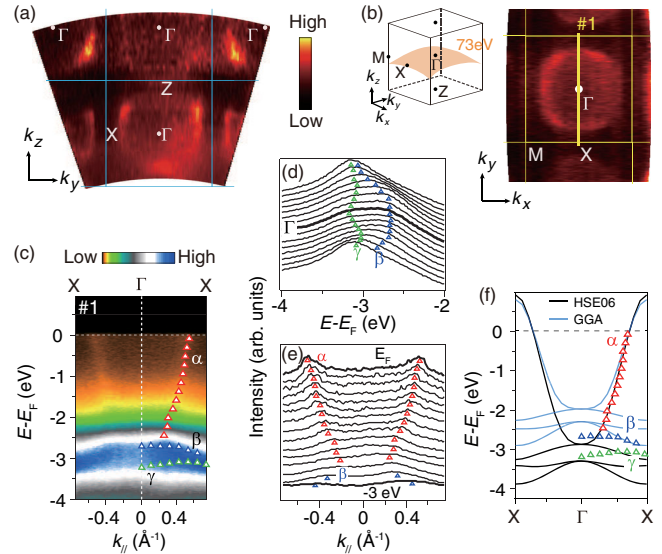 (a)
Γ
Γ
Γ
Z
X
Γ
k_z
k_y
High
Low
(b)
73eV
M
Γ
X
Z
k_z
k_y
k_x
#1
Γ
M
X
k_y
k_x
(c)
Low
High
X
Γ
X
#1
α
β
γ
0
-1
-2
-3
-4
E-E_F (eV)
-0.4
0
0.4
k_// (Å⁻¹)
(d)
Γ
γ
β
-4
-3
-2
E-E_F (eV)
Intensity (arb. units)
(e)
α
E_F
β
-3 eV
-0.4
0
0.4
k_// (Å⁻¹)
(f)
HSE06
GGA
α
β
γ
0
-1
-2
-3
-4
E-E_F (eV)
X
Γ
X